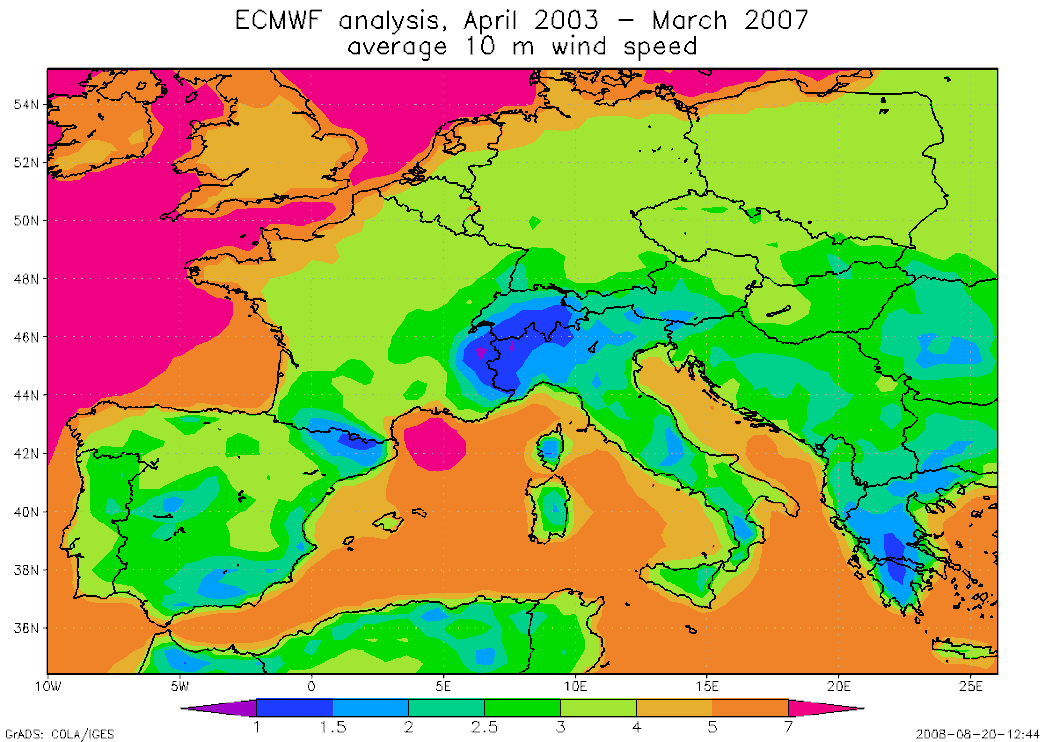 ECMWF analysis, April 2003 – March 2007
average 10 m wind speed
54N
52N
50N
48N
46N
44N
42N
40N
38N
36N
10W 5W 0 5E 10E 15E 20E 25E
1 1.5 2 2.5 3 4 5 7
GrADS: COLA/IGES 2008-08-20-12:44